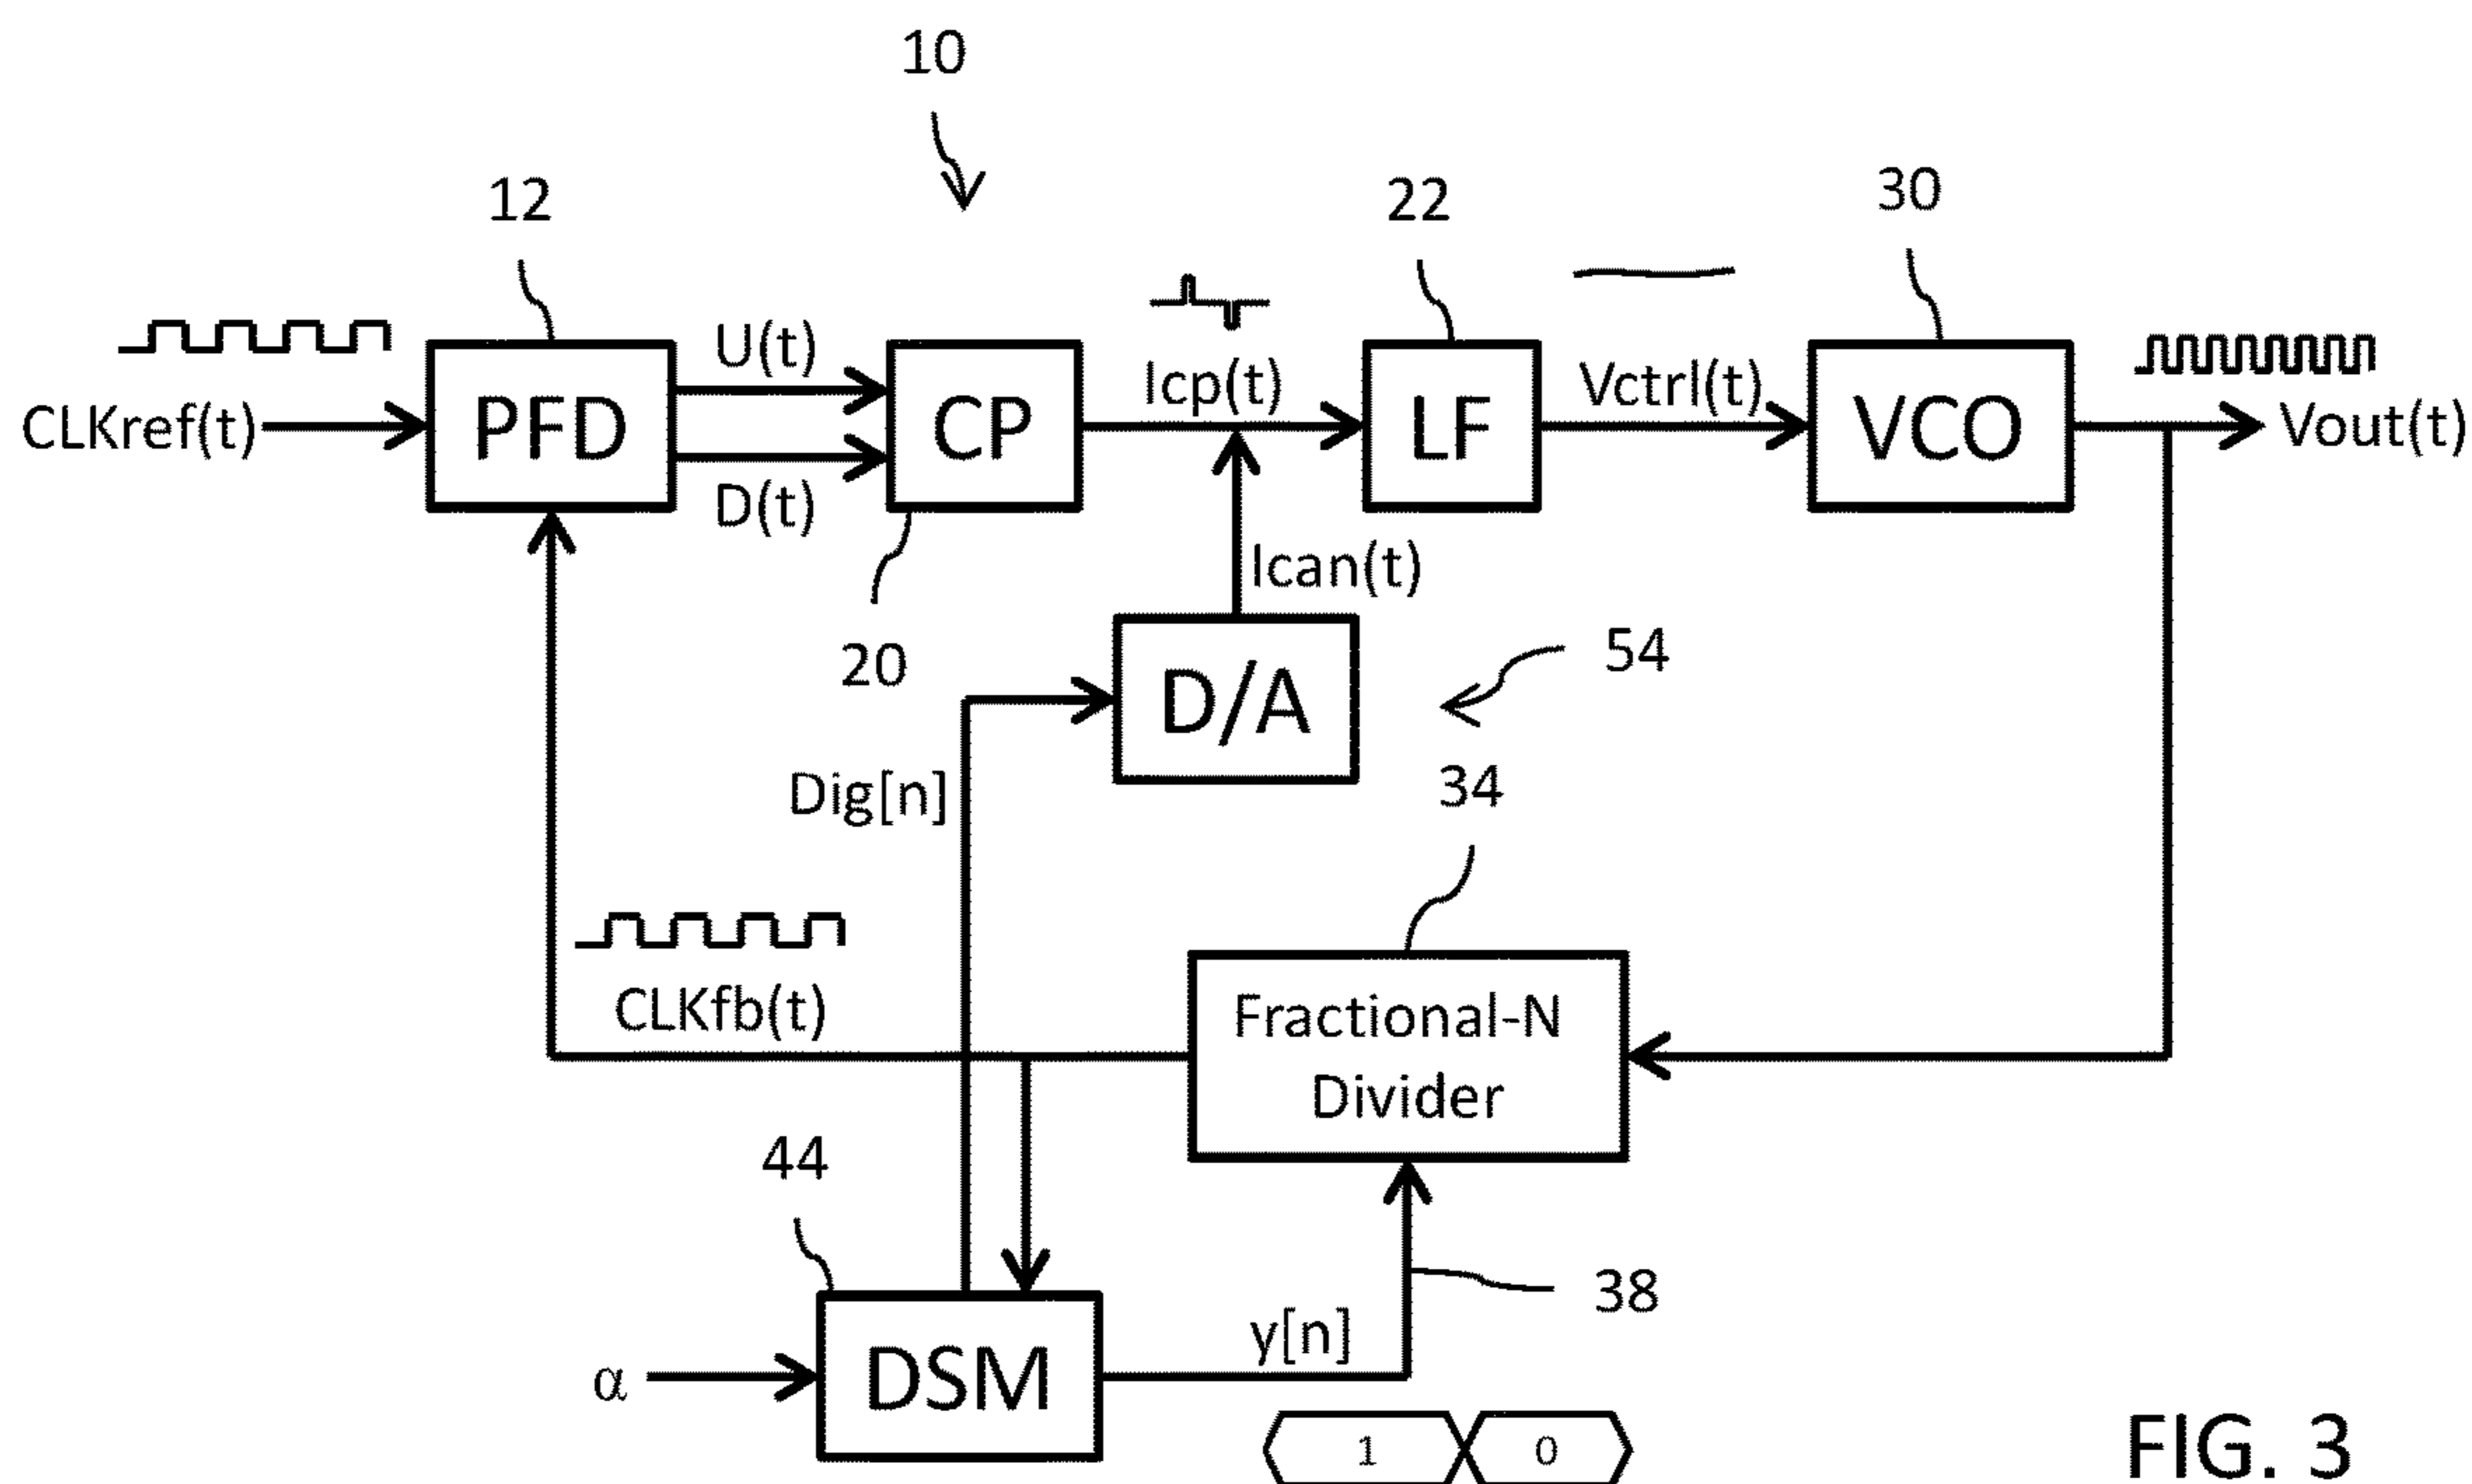 10
12
22
30
CLKref(t)
PFD
U(t)
D(t)
CP
Icp(t)
LF
Vctrl(t)
VCO
Vout(t)
20
Ican(t)
D/A
54
Dig[n]
34
CLKfb(t)
Fractional-N
Divider
44
38
α
DSM
y[n]
1 0
FIG. 3